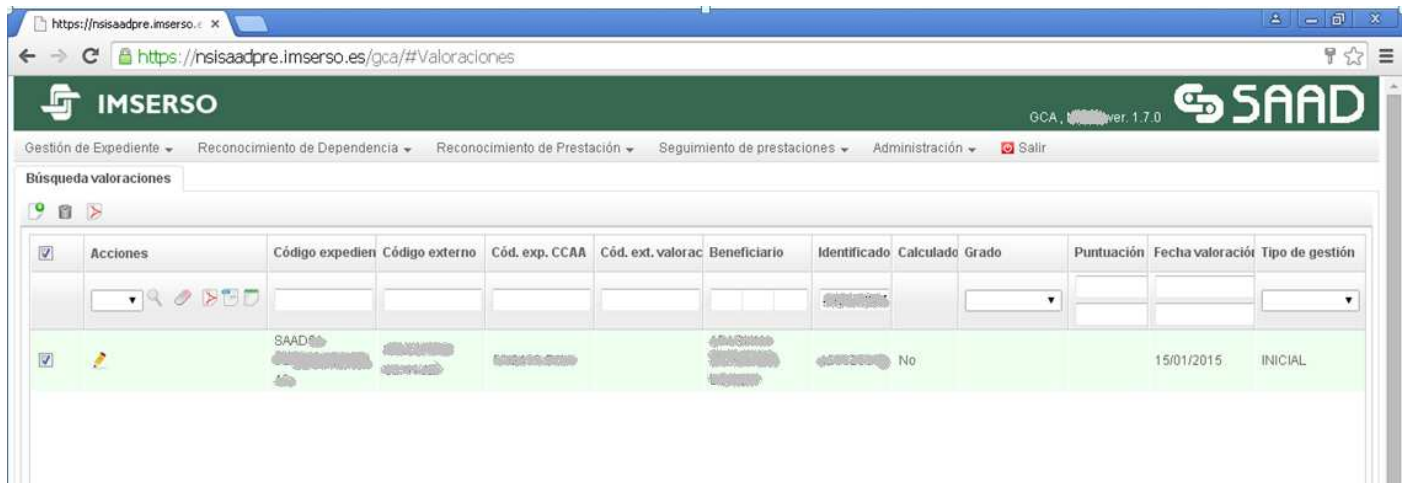 https://nsisaadpre.imserso.e
https://nsisaadpre.imserso.es/gca/#Valoraciones
IMSERSO
GCA, ver. 1.7.0
SAAD
Gestión de Expediente Reconocimiento de Dependencia Reconocimiento de Prestación Seguimiento de prestaciones Administración Salir
Búsqueda valoraciones
Acciones Código expedien Código externo Cód. exp. CCAA Cód. ext. valorac Beneficiario Identificado Calculado Grado Puntuación Fecha valoració Tipo de gestión
SAAD
No 15/01/2015 INICIAL